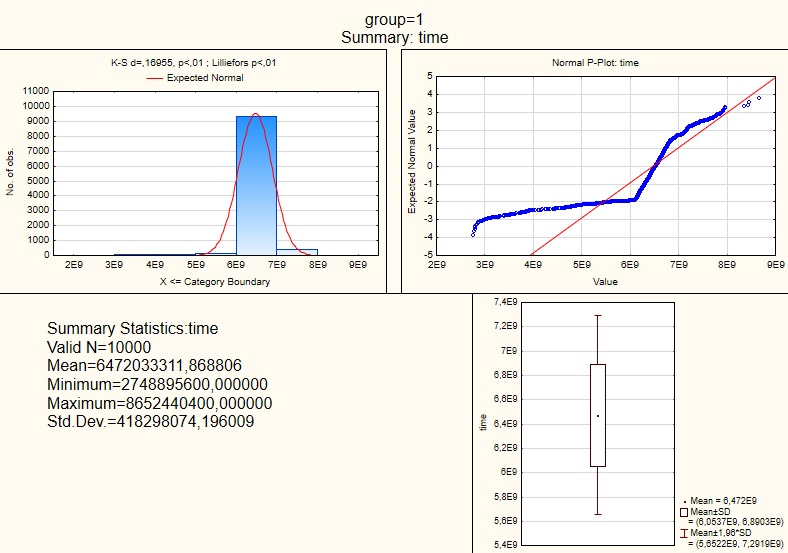 group=1
Summary: time
K-S d=,16955, p<,01 ; Lilliefors p<,01
Expected Normal
11000
10000
9000
8000
7000
6000
5000
4000
3000
2000
1000
0
No. of obs.
2E9 3E9 4E9 5E9 6E9 7E9 8E9 9E9
X <= Category Boundary
Normal P-Plot: time
5
4
3
2
1
0
-1
-2
-3
-4
-5
Expected Normal Value
2E9 3E9 4E9 5E9 6E9 7E9 8E9 9E9
Value
Summary Statistics:time
Valid N=10000
Mean=6472033311,868806
Minimum=2748895600,000000
Maximum=8652440400,000000
Std.Dev.=418298074,196009
7,4E9
7,2E9
7E9
6,8E9
6,6E9
6,4E9
6,2E9
6E9
5,8E9
5,6E9
5,4E9
time
Mean = 6,472E9
Mean±SD
= (6,0537E9, 6,8903E9)
Mean±1,96*SD
= (5,6522E9, 7,2919E9)